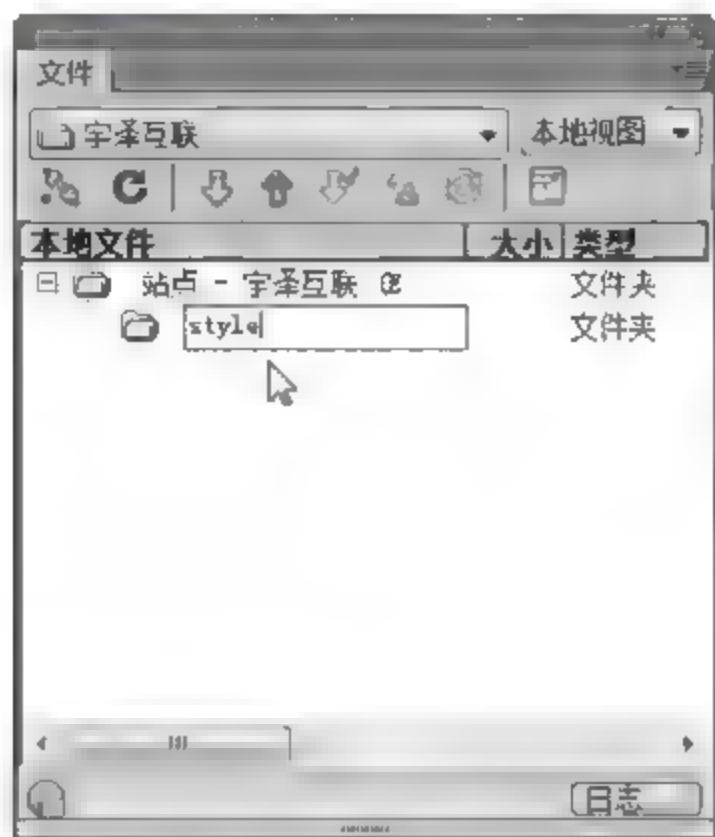 文件
宇泽互联 本地视图
本地文件 大小 类型
站点 - 宇泽互联 文件夹
style 文件夹
日志